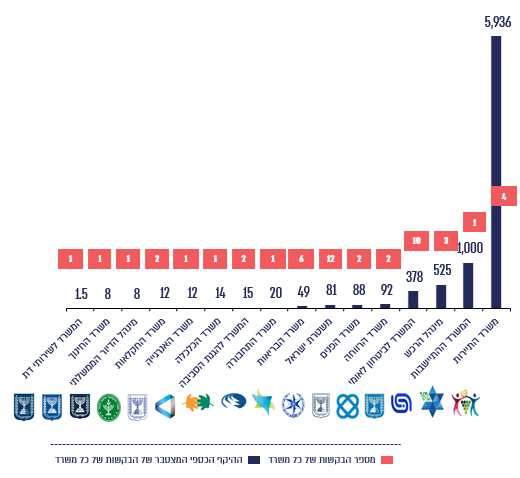 5,936
4
1
1,000
3
525
10
378
2
92
2
88
12
81
6
49
1
20
2
15
1
14
1
12
2
12
1
8
1
8
1
1.5
משרד התיירות
המשרד ההתיישבות
מינהל הרכש
המשרד לביטחון לאומי
משרד הרווחה
משרד הפנים
משטרת ישראל
משרד הבריאות
משרד התחבורה
המשרד להגנת הסביבה
משרד הכלכלה
משרד האנרגייה
משרד החקלאות
מינהל הדיור הממשלתי
משרד החינוך
המשרד לשירותי דת
מספר הבקשות של כל משרד
ההיקף הכספי המצטבר של הבקשות של כל משרד